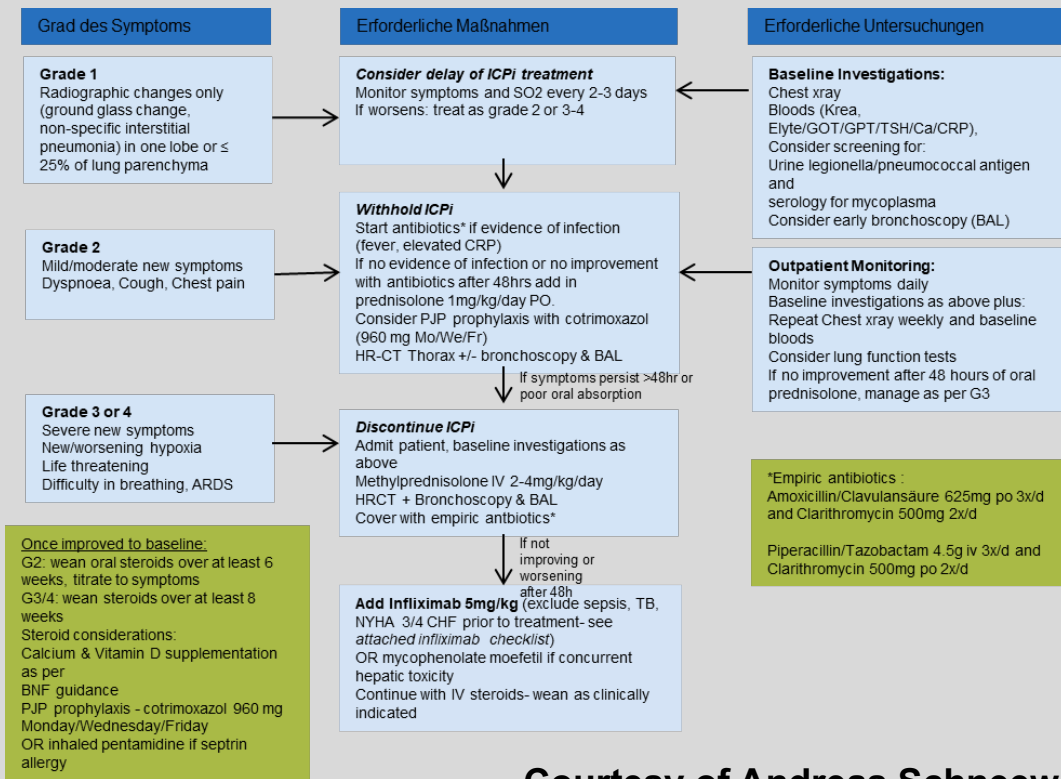 Grad des Symptoms
Erforderliche Maßnahmen
Erforderliche Untersuchungen
Grade 1
Radiographic changes only
(ground glass change,
non-specific interstitial
pneumonia) in one lobe or ≤
25% of lung parenchyma
Consider delay of ICPi treatment
Monitor symptoms and SO2 every 2-3 days
If worsens: treat as grade 2 or 3-4
Baseline Investigations:
Chest xray
Bloods (Krea,
Elyte/GOT/GPT/TSH/Ca/CRP),
Consider screening for:
Urine legionella/pneumococcal antigen
and
serology for mycoplasma
Consider early bronchoscopy (BAL)
Grade 2
Mild/moderate new symptoms
Dyspnoea, Cough, Chest pain
Withhold ICPi
Start antibiotics* if evidence of infection
(fever, elevated CRP)
If no evidence of infection or no improvement
with antibiotics after 48hrs add in
prednisolone 1mg/kg/day PO.
Consider PJP prophylaxis with cotrimoxazol
(960 mg Mo/We/Fr)
HR-CT Thorax +/- bronchoscopy & BAL
Outpatient Monitoring:
Monitor symptoms daily
Baseline investigations as above plus:
Repeat Chest xray weekly and baseline
bloods
Consider lung function tests
If no improvement after 48 hours of oral
prednisolone, manage as per G3
If symptoms persist >48hr or
poor oral absorption
Grade 3 or 4
Severe new symptoms
New/worsening hypoxia
Life threatening
Difficulty in breathing, ARDS
Discontinue ICPi
Admit patient, baseline investigations as
above
Methylprednisolone IV 2-4mg/kg/day
HRCT + Bronchoscopy & BAL
Cover with empiric antbiotics*
*Empiric antibiotics :
Amoxicillin/Clavulansäure 625mg po 3x/d
and Clarithromycin 500mg 2x/d
Piperacillin/Tazobactam 4.5g iv 3x/d and
Clarithromycin 500mg po 2x/d
If not
improving or
worsening
after 48h
Once improved to baseline:
G2: wean oral steroids over at least 6
weeks, titrate to symptoms
G3/4: wean steroids over at least 8
weeks
Steroid considerations:
Calcium & Vitamin D supplementation
as per
BNF guidance
PJP prophylaxis - cotrimoxazol 960 mg
Monday/Wednesday/Friday
OR inhaled pentamidine if septrin
allergy
Add Infliximab 5mg/kg (exclude sepsis, TB,
NYHA 3/4 CHF prior to treatment- see
attached infliximab checklist)
OR mycophenolate moefetil if concurrent
hepatic toxicity
Continue with IV steroids- wean as clinically
indicated
Courtesy of Andreas